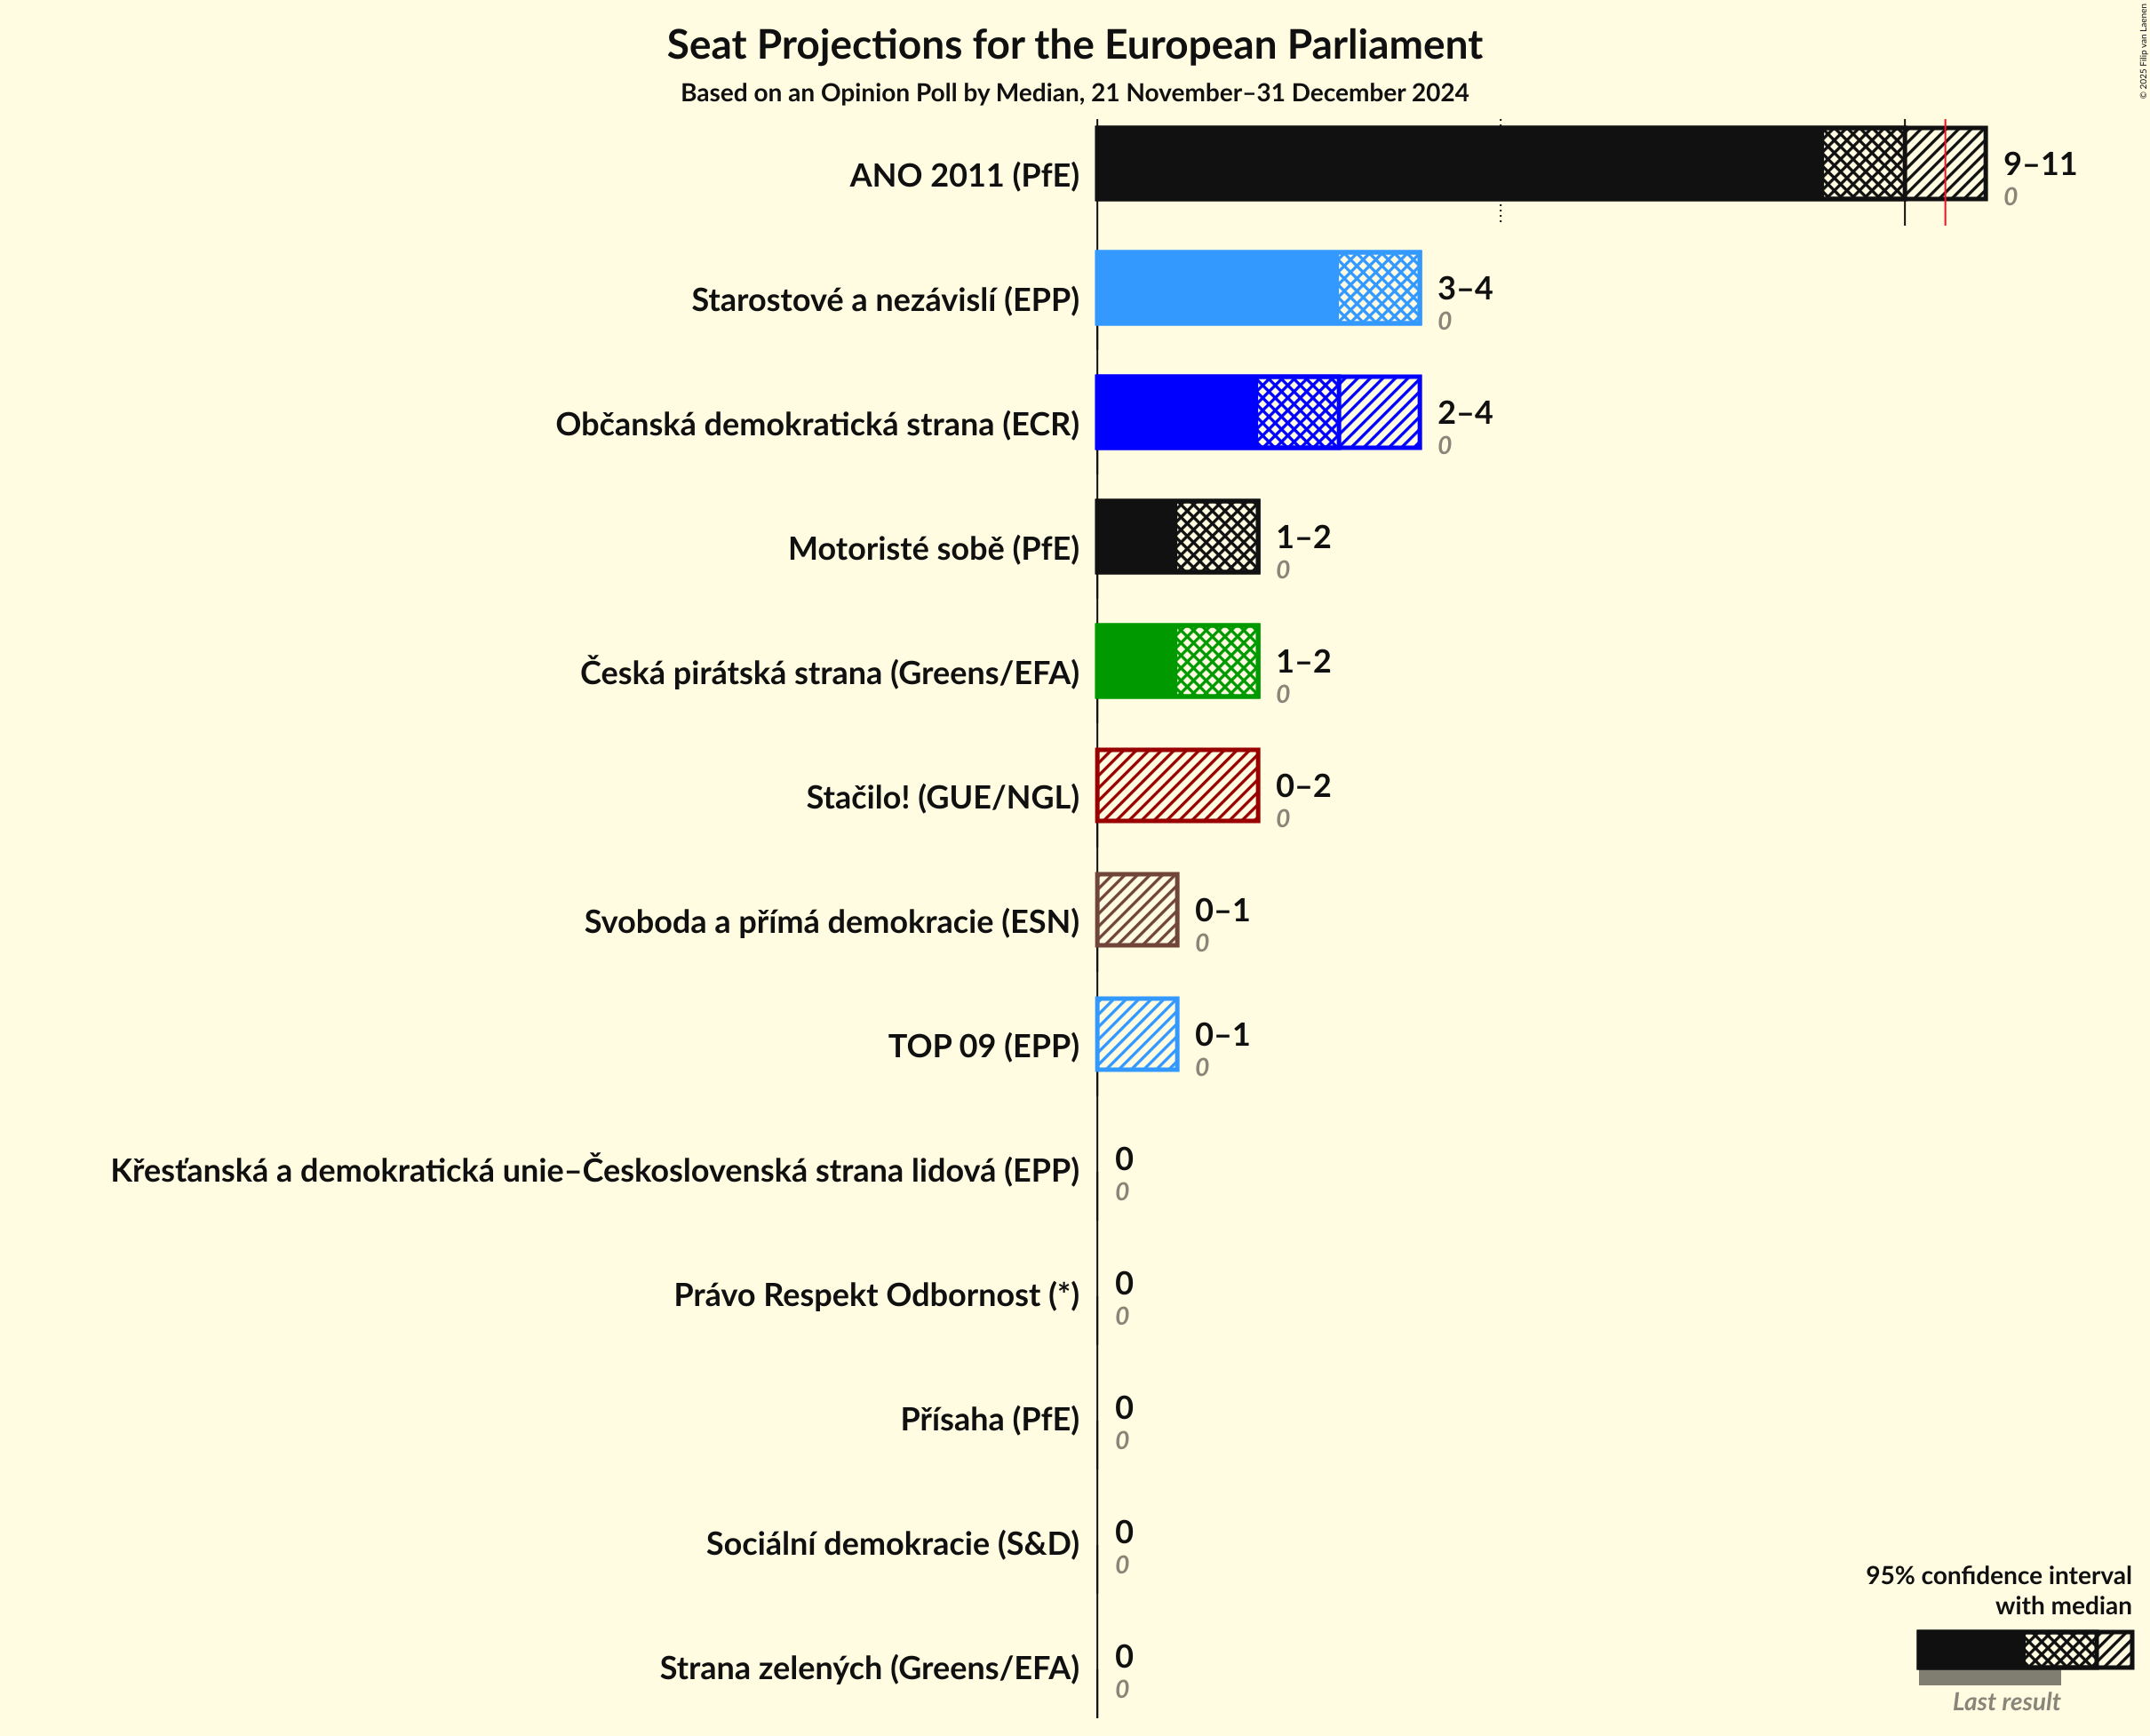 Seat Projections for the European Parliament
Based on an Opinion Poll by Median, 21 November–31 December 2024
© 2025 Filip van Laenen
ANO 2011 (PfE)
9–11
0
Starostové a nezávislí (EPP)
3–4
0
Občanská demokratická strana (ECR)
2–4
0
Motoristé sobě (PfE)
1–2
0
Česká pirátská strana (Greens/EFA)
1–2
0
Stačilo! (GUE/NGL)
0–2
0
Svoboda a přímá demokracie (ESN)
0–1
0
TOP 09 (EPP)
0–1
0
Křesťanská a demokratická unie–Československá strana lidová (EPP)
0
0
Právo Respekt Odbornost (*)
0
0
Přísaha (PfE)
0
0
Sociální demokracie (S&D)
0
0
Strana zelených (Greens/EFA)
0
0
95% confidence interval
with median
Last result